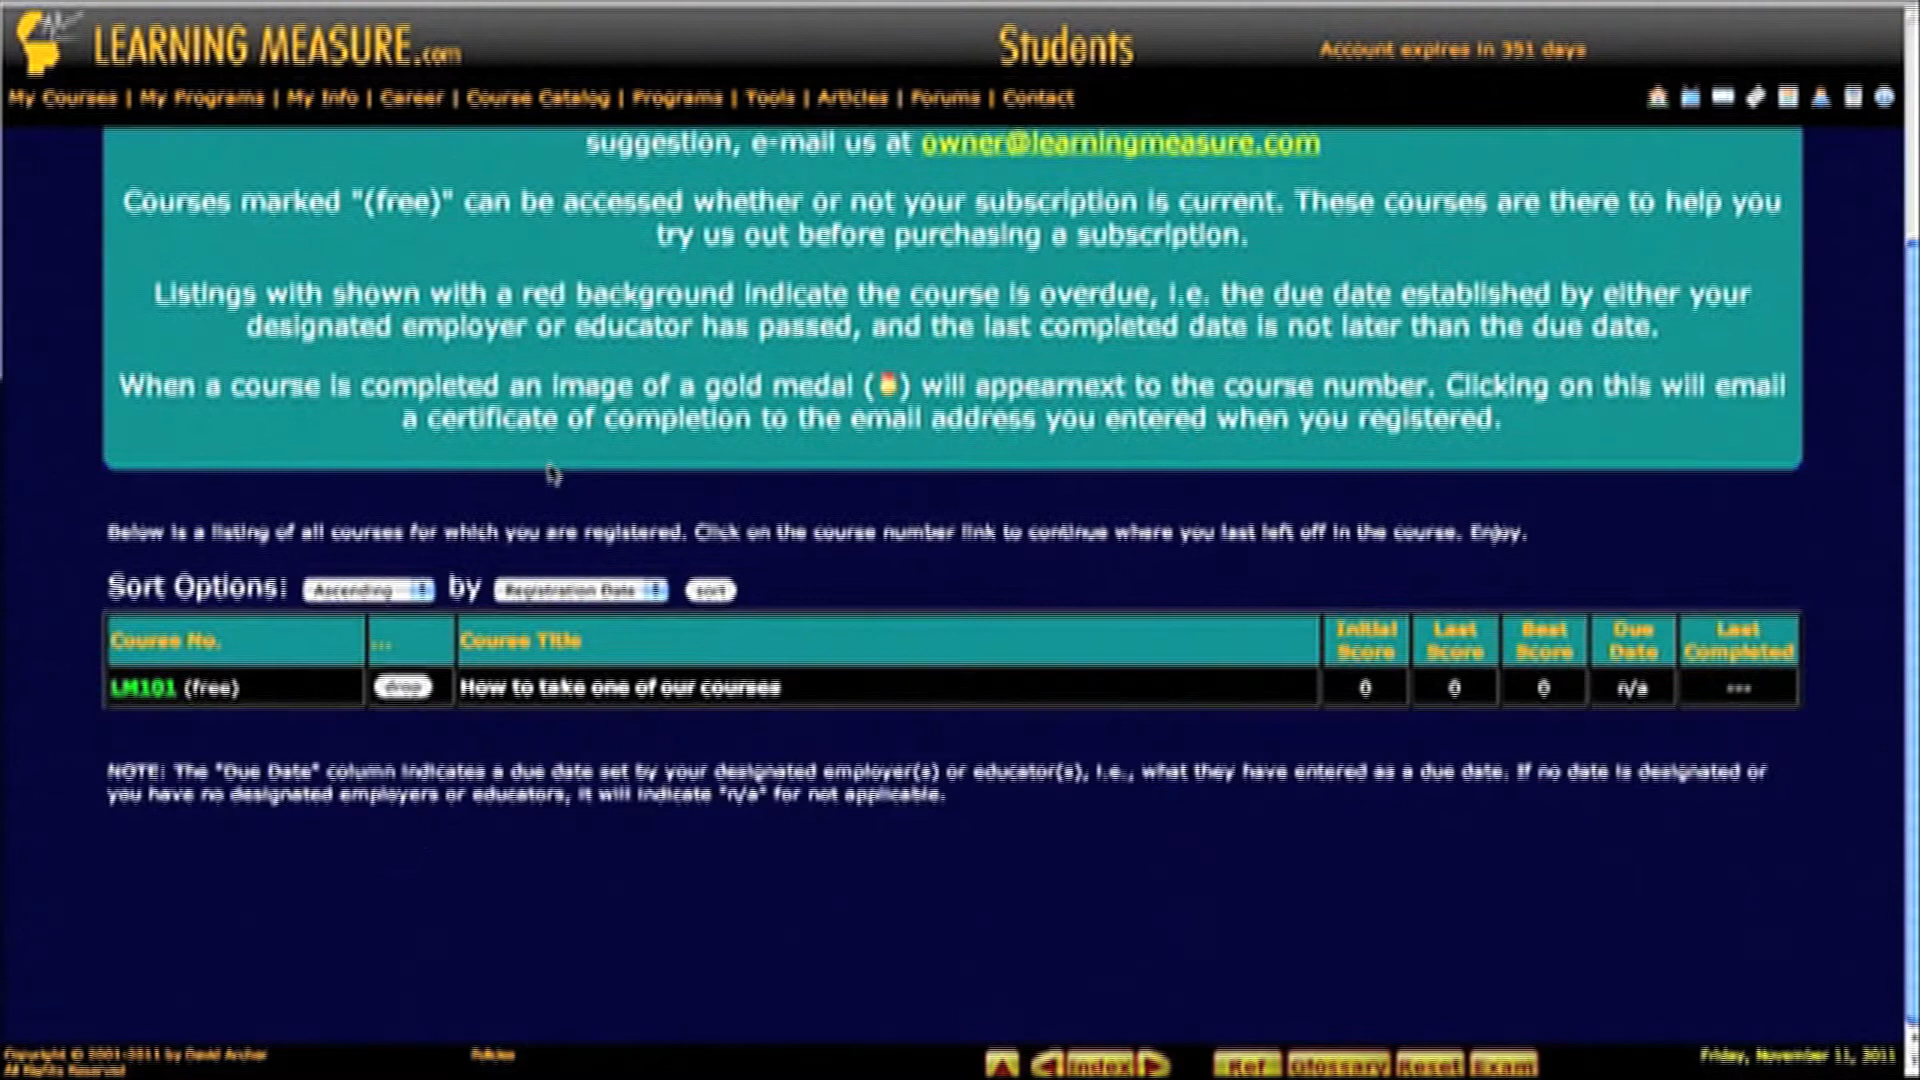 LEARNING MEASURE.com
Students
Account expires in 351 days
My Courses | My Programs | My Info | Career | Course Catalog | Programs | Tools | Articles | Forums | Contact
suggestion, e-mail us at owner@learningmeasure.com
Courses marked "(free)" can be accessed whether or not your subscription is current. These courses are there to help you
try us out before purchasing a subscription.
Listings with shown with a red background indicate the course is overdue, i.e. the due date established by either your
designated employer or educator has passed, and the last completed date is not later than the due date.
When a course is completed an image of a gold medal ( ) will appearnext to the course number. Clicking on this will email
a certificate of completion to the email address you entered when you registered.
Below is a listing of all courses for which you are registered. Click on the course number link to continue where you last left off in the course. Enjoy.
Sort Options: Ascending by Registration Date sort
Course No. ... Course Title Initial Score Last Score Best Score Due Date Last Completed
LM101 (free) drop How to take one of our courses 0 0 0 n/a ---
NOTE: The "Due Date" column indicates a due date set by your designated employer(s) or educator(s), i.e., what they have entered as a due date. If no date is designated or
you have no designated employers or educators, it will indicate "n/a" for not applicable.
Copyright © 2001-2011 by David Archer
All Rights Reserved
Policies
Index Ref Glossary Reset Exam
Friday, November 11, 2011